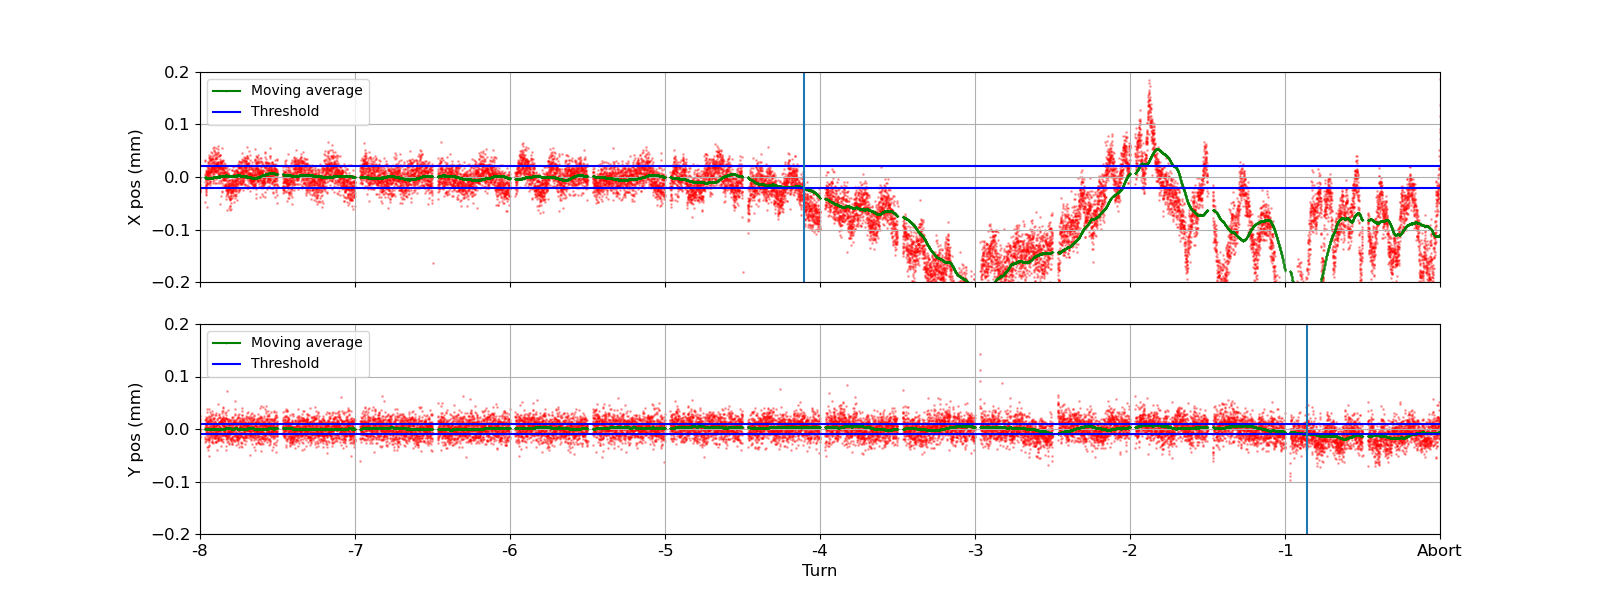 0.2
0.1
0.0
−0.1
−0.2
X pos (mm)
Moving average
Threshold
0.2
0.1
0.0
−0.1
−0.2
Y pos (mm)
Moving average
Threshold
-8 -7 -6 -5 -4 -3 -2 -1 Abort
Turn